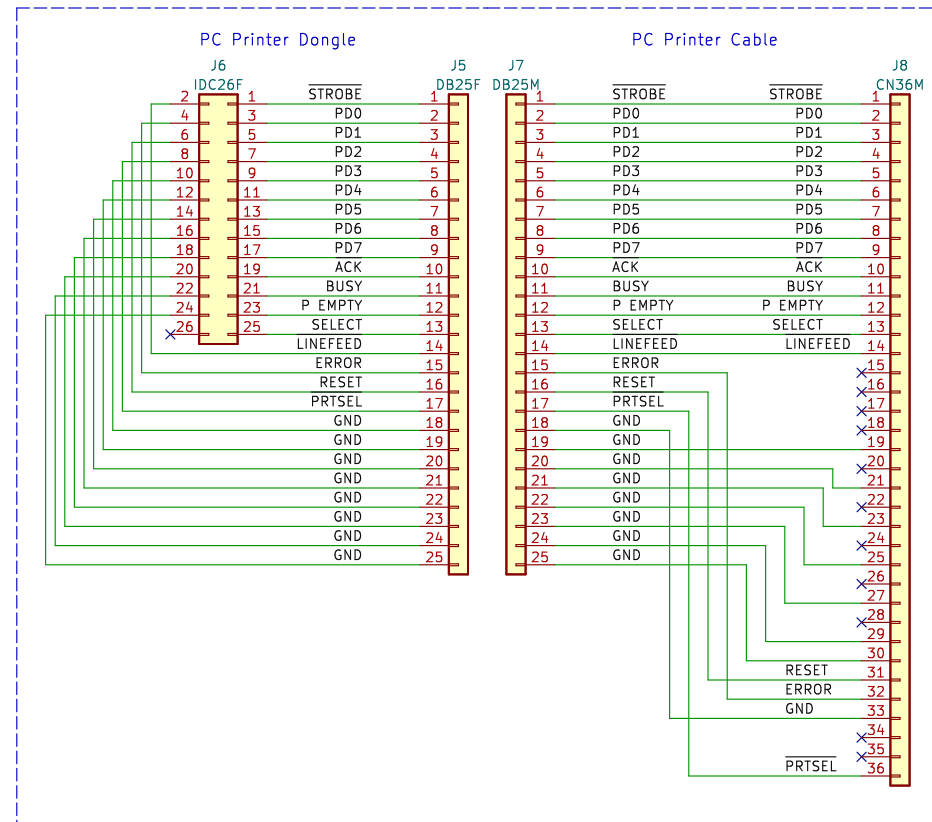 PC Printer Dongle PC Printer Cable
J6 J5 J7 J8
IDC26F DB25F DB25M CN36M
2 1 STROBE 1 1 STROBE STROBE 1
4 3 PD0 2 2 PD0 PD0 2
6 5 PD1 3 3 PD1 PD1 3
8 7 PD2 4 4 PD2 PD2 4
10 9 PD3 5 5 PD3 PD3 5
12 11 PD4 6 6 PD4 PD4 6
14 13 PD5 7 7 PD5 PD5 7
16 15 PD6 8 8 PD6 PD6 8
18 17 PD7 9 9 PD7 PD7 9
20 19 ACK 10 10 ACK ACK 10
22 21 BUSY 11 11 BUSY BUSY 11
24 23 P EMPTY 12 12 P EMPTY P EMPTY 12
26 25 SELECT 13 13 SELECT SELECT 13
LINEFEED 14 14 LINEFEED LINEFEED 14
ERROR 15 15 ERROR 15
RESET 16 16 RESET 16
PRTSEL 17 17 PRTSEL 17
GND 18 18 GND 18
GND 19 19 GND 19
GND 20 20 GND 20
GND 21 21 GND 21
GND 22 22 GND 22
GND 23 23 GND 23
GND 24 24 GND 24
GND 25 25 GND 25
26
27
28
29
30
RESET 31
ERROR 32
GND 33
34
35
PRTSEL 36